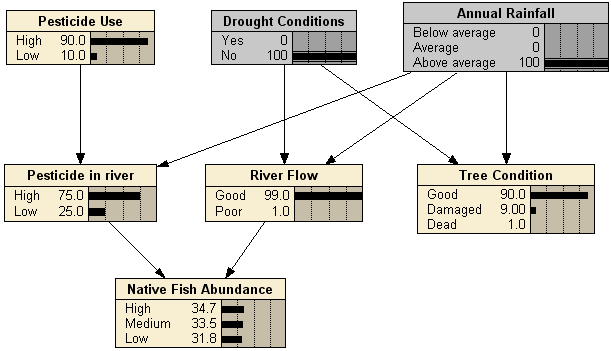 Pesticide Use
High 90.0
Low 10.0
Drought Conditions
Yes 0
No 100
Annual Rainfall
Below average 0
Average 0
Above average 100
Pesticide in river
High 75.0
Low 25.0
River Flow
Good 99.0
Poor 1.0
Tree Condition
Good 90.0
Damaged 9.00
Dead 1.0
Native Fish Abundance
High 34.7
Medium 33.5
Low 31.8